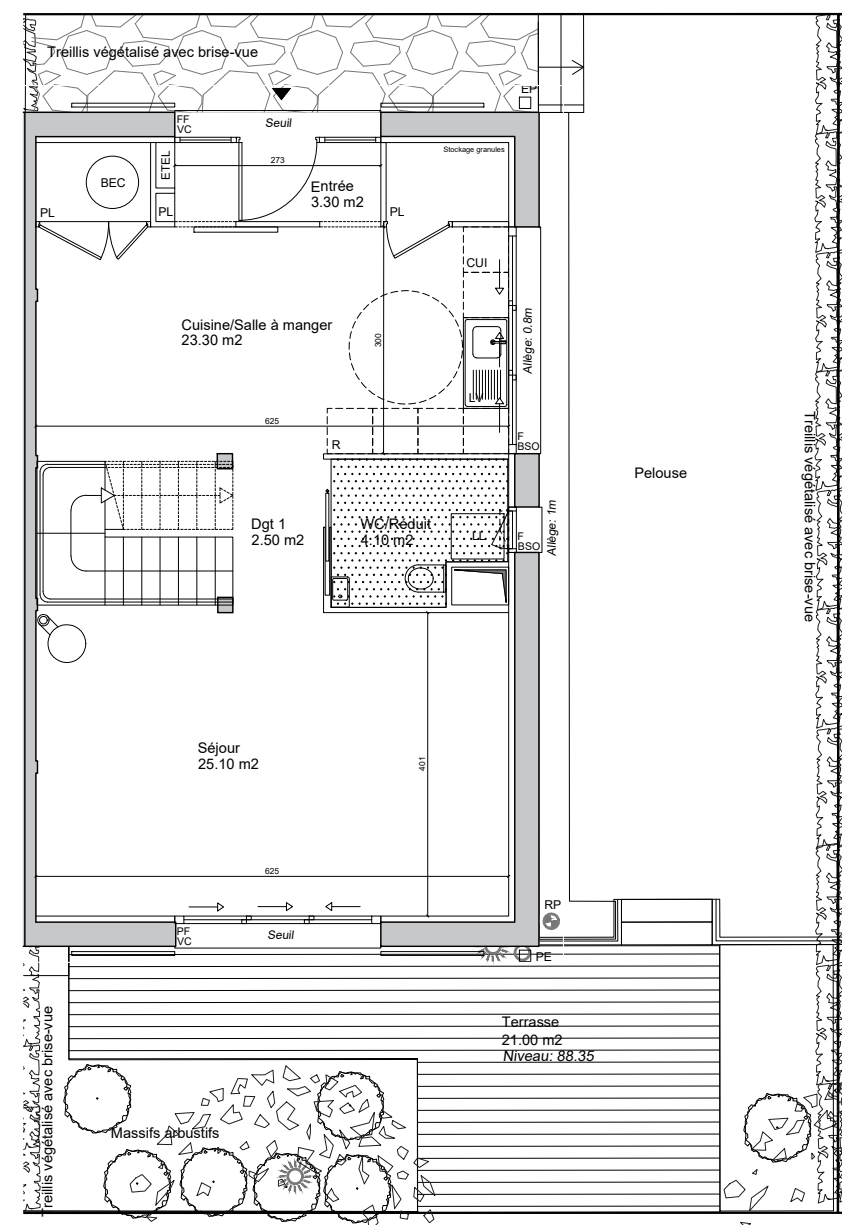 Treillis végétalisé avec brise-vue
EP
FF
VC
Seuil
Stockage granules
273
ETEL
BEC
Entrée
3.30 m2
PL
PL
PL
CUI
Cuisine/Salle à manger
23.30 m2
300
Allège: 0.8m
LV
625
R
F
BSO
Treillis végétalisé avec brise-vue
Pelouse
Dgt 1
2.50 m2
WC/Réduit
4.10 m2
LL
F
BSO
Allège: 1m
Séjour
25.10 m2
401
625
RP
PF
VC
Seuil
PE
Terrasse
21.00 m2
Niveau: 88.35
Treillis végétalisé avec brise-vue
Massifs arbustifs